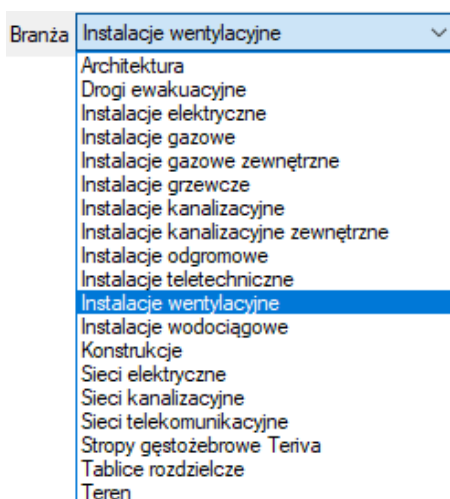 Branża Instalacje wentylacyjne
Architektura
Drogi ewakuacyjne
Instalacje elektryczne
Instalacje gazowe
Instalacje gazowe zewnętrzne
Instalacje grzewcze
Instalacje kanalizacyjne
Instalacje kanalizacyjne zewnętrzne
Instalacje odgromowe
Instalacje teletechniczne
Instalacje wentylacyjne
Instalacje wodociągowe
Konstrukcje
Sieci elektryczne
Sieci kanalizacyjne
Sieci telekomunikacyjne
Stropy gęstożebrowe Teriva
Tablice rozdzielcze
Teren